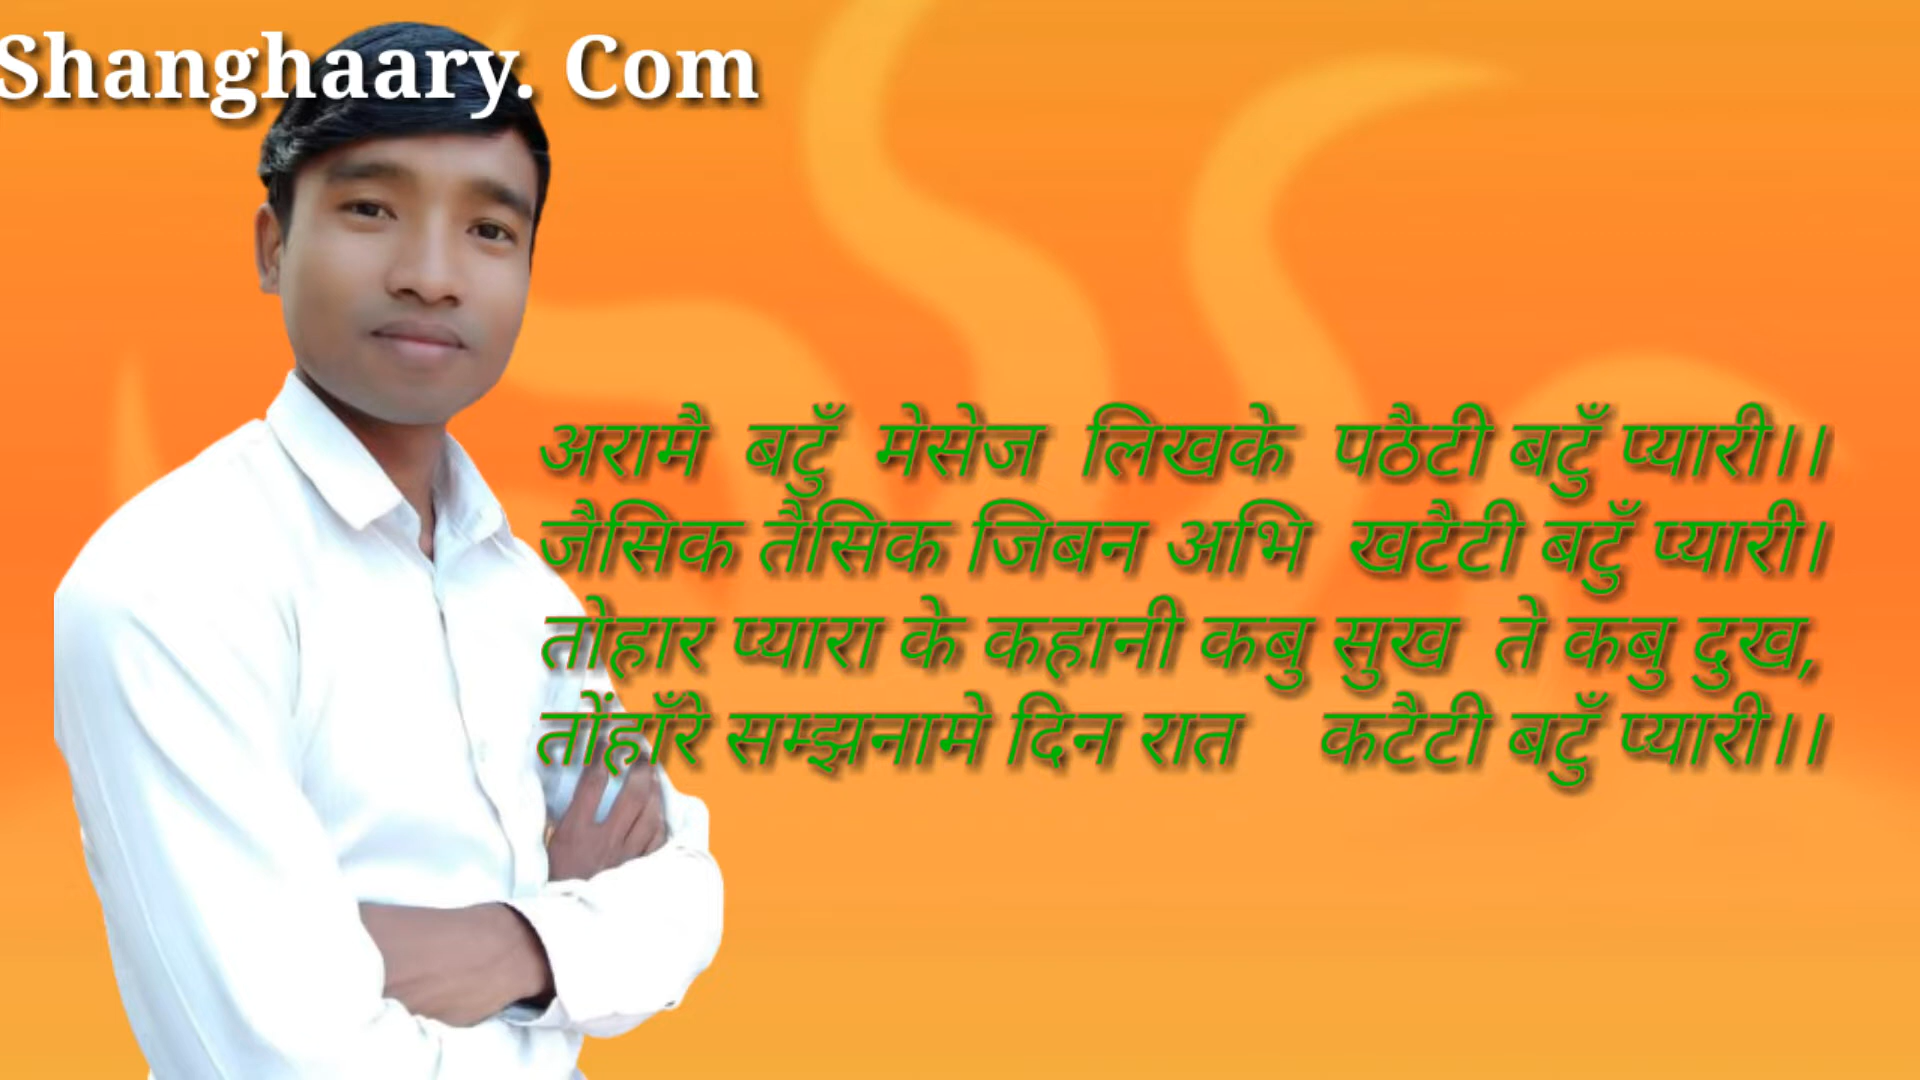 Shanghaary. Com
अरामै बटुँ मेसेज लिखके पठैटी बटुँ प्यारी।।
जैसिक तैसिक जिबन अभि खटैटी बटुँ प्यारी।
तोहार प्यारा के कहानी कबु सुख ते कबु दुख,
तोंहाँरे सम्झनामे दिन रात कटैटी बटुँ प्यारी।।